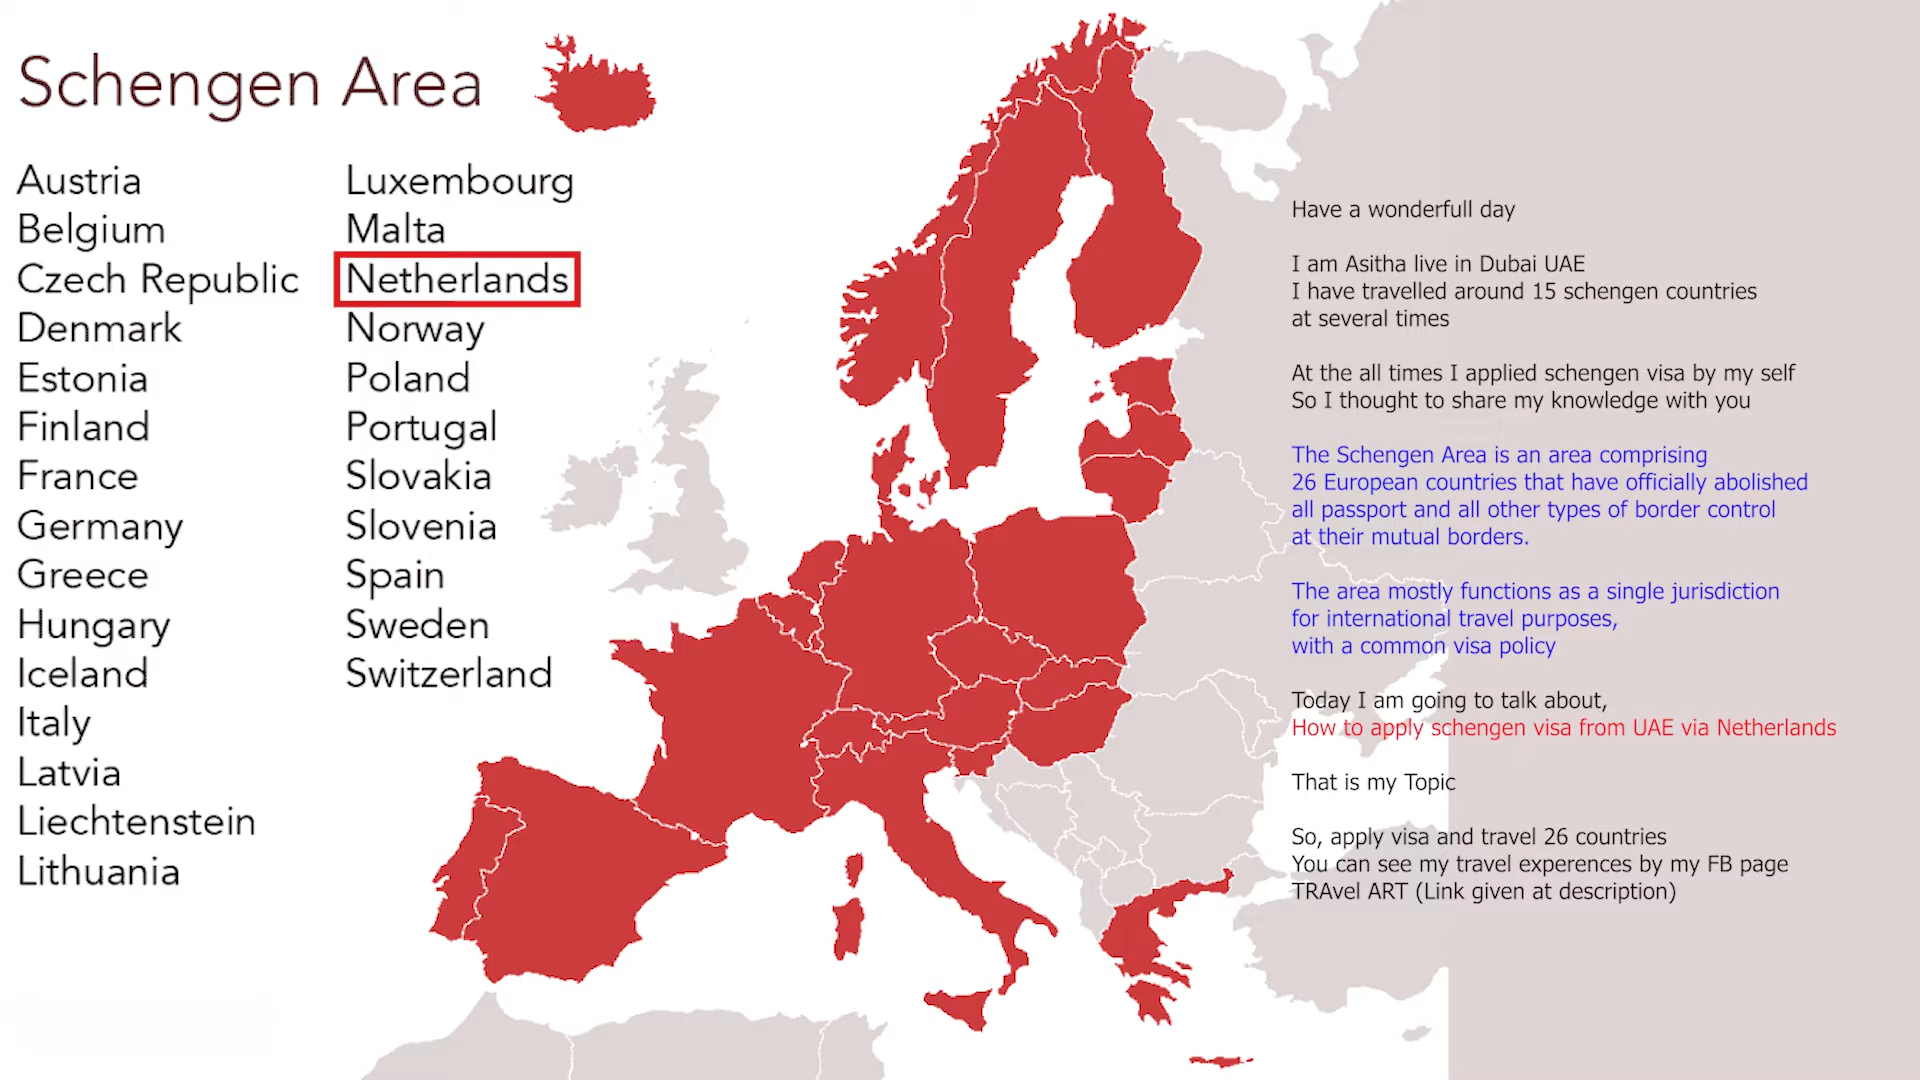 Schengen Area
Austria
Belgium
Czech Republic
Denmark
Estonia
Finland
France
Germany
Greece
Hungary
Iceland
Italy
Latvia
Liechtenstein
Lithuania
Luxembourg
Malta
Netherlands
Norway
Poland
Portugal
Slovakia
Slovenia
Spain
Sweden
Switzerland
Have a wonderfull day
I am Asitha live in Dubai UAE
I have travelled around 15 schengen countries
at several times
At the all times I applied schengen visa by my self
So I thought to share my knowledge with you
The Schengen Area is an area comprising
26 European countries that have officially abolished
all passport and all other types of border control
at their mutual borders.
The area mostly functions as a single jurisdiction
for international travel purposes,
with a common visa policy
Today I am going to talk about,
How to apply schengen visa from UAE via Netherlands
That is my Topic
So, apply visa and travel 26 countries
You can see my travel experences by my FB page
TRAvel ART (Link given at description)